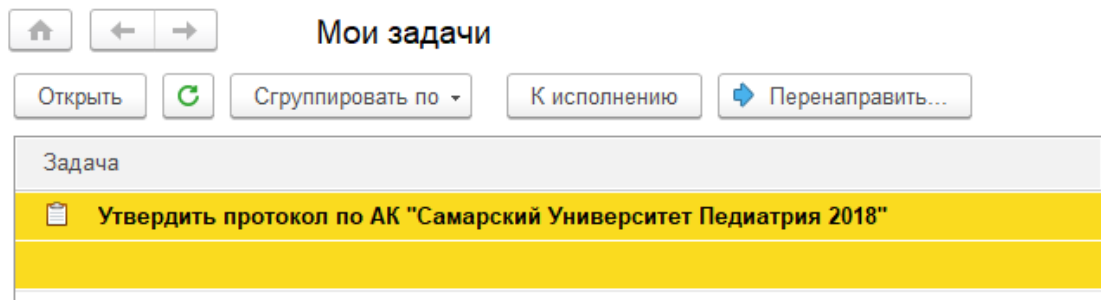 Мои задачи
Открыть Сгруппировать по К исполнению Перенаправить...
Задача
Утвердить протокол по АК "Самарский Университет Педиатрия 2018"